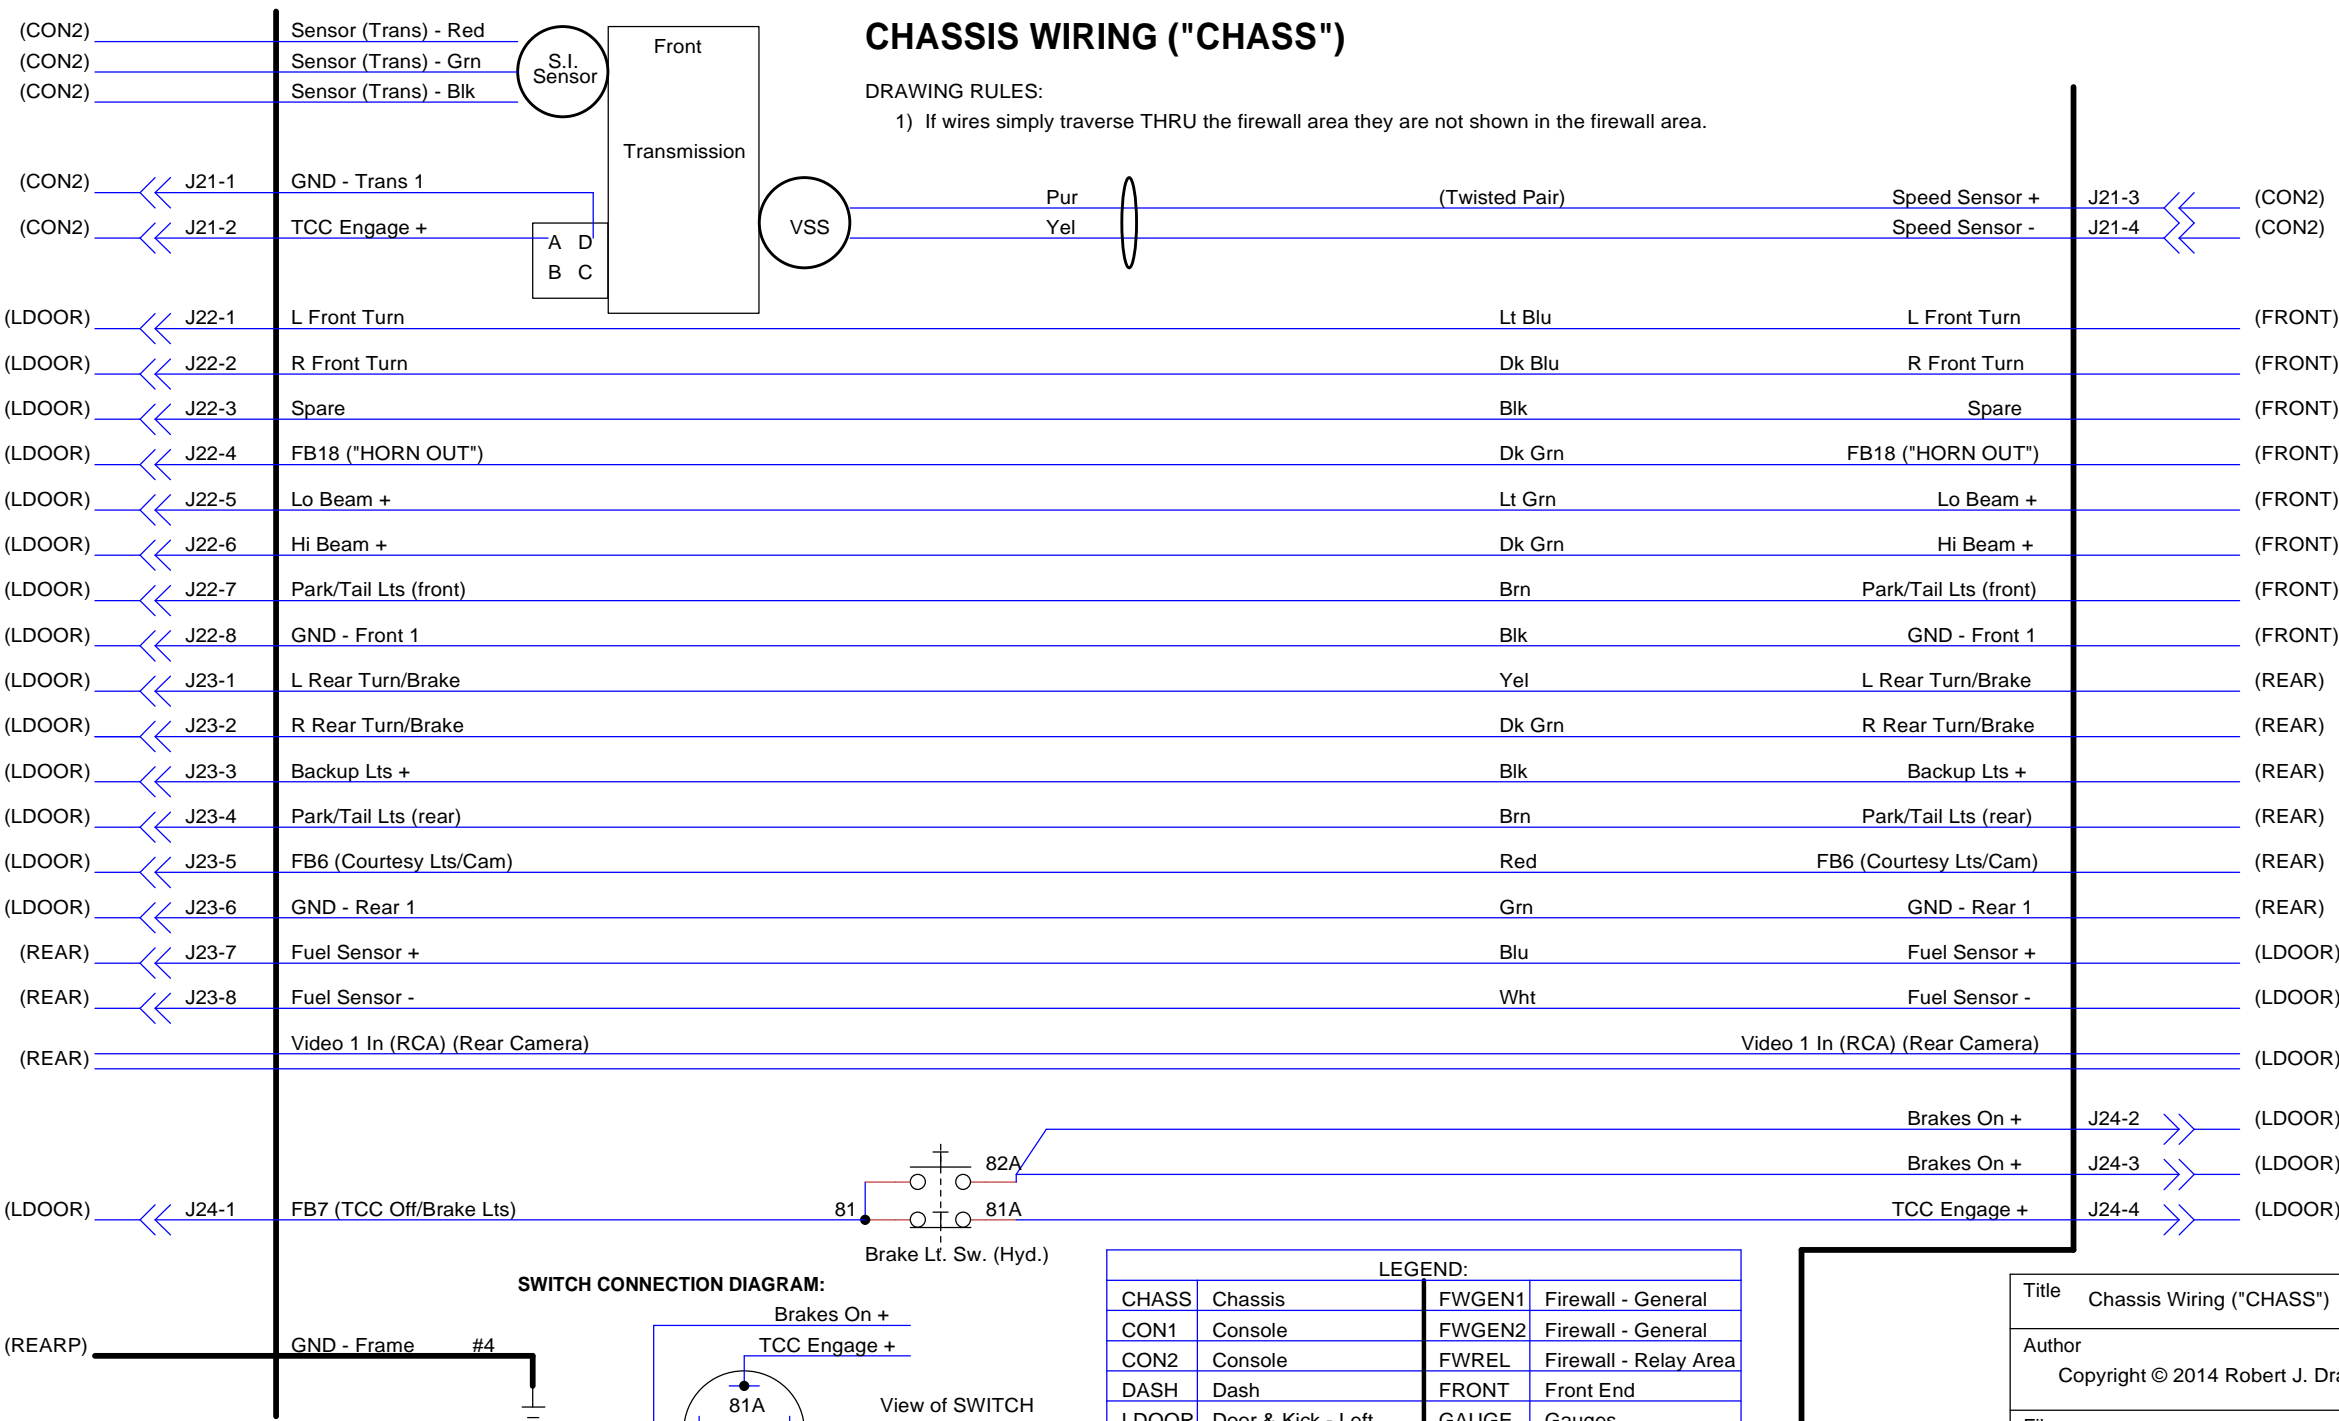 CHASSIS WIRING ("CHASS")
DRAWING RULES:
1) If wires simply traverse THRU the firewall area they are not shown in the firewall area.
(CON2) Sensor (Trans) - Red
(CON2) Sensor (Trans) - Grn
(CON2) Sensor (Trans) - Blk
S.I.
Sensor
Front
Transmission
(CON2) J21-1 GND - Trans 1
(CON2) J21-2 TCC Engage +
A D
B C
VSS
Pur (Twisted Pair) Speed Sensor + J21-3 (CON2)
Yel Speed Sensor - J21-4 (CON2)
(LDOOR) J22-1 L Front Turn Lt Blu L Front Turn (FRONT)
(LDOOR) J22-2 R Front Turn Dk Blu R Front Turn (FRONT)
(LDOOR) J22-3 Spare Blk Spare (FRONT)
(LDOOR) J22-4 FB18 ("HORN OUT") Dk Grn FB18 ("HORN OUT") (FRONT)
(LDOOR) J22-5 Lo Beam + Lt Grn Lo Beam + (FRONT)
(LDOOR) J22-6 Hi Beam + Dk Grn Hi Beam + (FRONT)
(LDOOR) J22-7 Park/Tail Lts (front) Brn Park/Tail Lts (front) (FRONT)
(LDOOR) J22-8 GND - Front 1 Blk GND - Front 1 (FRONT)
(LDOOR) J23-1 L Rear Turn/Brake Yel L Rear Turn/Brake (REAR)
(LDOOR) J23-2 R Rear Turn/Brake Dk Grn R Rear Turn/Brake (REAR)
(LDOOR) J23-3 Backup Lts + Blk Backup Lts + (REAR)
(LDOOR) J23-4 Park/Tail Lts (rear) Brn Park/Tail Lts (rear) (REAR)
(LDOOR) J23-5 FB6 (Courtesy Lts/Cam) Red FB6 (Courtesy Lts/Cam) (REAR)
(LDOOR) J23-6 GND - Rear 1 Grn GND - Rear 1 (REAR)
(REAR) J23-7 Fuel Sensor + Blu Fuel Sensor + (LDOOR)
(REAR) J23-8 Fuel Sensor - Wht Fuel Sensor - (LDOOR)
(REAR) Video 1 In (RCA) (Rear Camera) Video 1 In (RCA) (Rear Camera) (LDOOR)
Brakes On + J24-2 (LDOOR)
82A Brakes On + J24-3 (LDOOR)
(LDOOR) J24-1 FB7 (TCC Off/Brake Lts) 81 81A TCC Engage + J24-4 (LDOOR)
Brake Lt. Sw. (Hyd.)
SWITCH CONNECTION DIAGRAM:
Brakes On +
TCC Engage +
81A
View of SWITCH
(REARP) GND - Frame #4
LEGEND:
CHASS Chassis FWGEN1 Firewall - General
CON1 Console FWGEN2 Firewall - General
CON2 Console FWREL Firewall - Relay Area
DASH Dash FRONT Front End
LDOOR Door & Kick - Left GAUGE Gauges
Title Chassis Wiring ("CHASS")
Author
Copyright © 2014 Robert J.